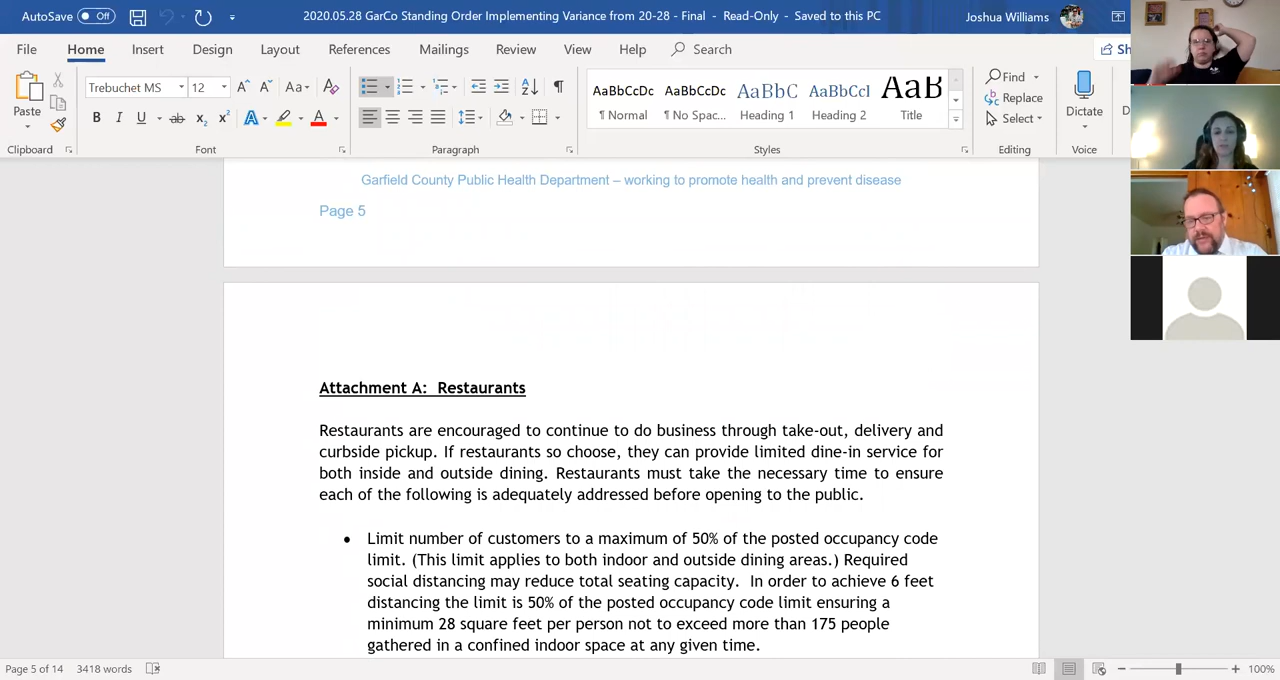 AutoSave Off 2020.05.28 GarCo Standing Order Implementing Variance from 20-28 - Final - Read-Only - Saved to this PC Joshua Williams
File Home Insert Design Layout References Mailings Review View Help Search Sh
Trebuchet MS 12 Aa
Paste
B I U ab x₂ x² A A
Clipboard Font Paragraph
AaBbCcDc AaBbCcDc AaBbC AaBbCcI AaB
¶ Normal ¶ No Spac... Heading 1 Heading 2 Title
Styles
Find
Replace
Select
Editing
Dictate
Voice
D
Garfield County Public Health Department – working to promote health and prevent disease
Page 5
Attachment A: Restaurants
Restaurants are encouraged to continue to do business through take-out, delivery and
curbside pickup. If restaurants so choose, they can provide limited dine-in service for
both inside and outside dining. Restaurants must take the necessary time to ensure
each of the following is adequately addressed before opening to the public.
• Limit number of customers to a maximum of 50% of the posted occupancy code
limit. (This limit applies to both indoor and outside dining areas.) Required
social distancing may reduce total seating capacity. In order to achieve 6 feet
distancing the limit is 50% of the posted occupancy code limit ensuring a
minimum 28 square feet per person not to exceed more than 175 people
gathered in a confined indoor space at any given time.
Page 5 of 14 3418 words 100%